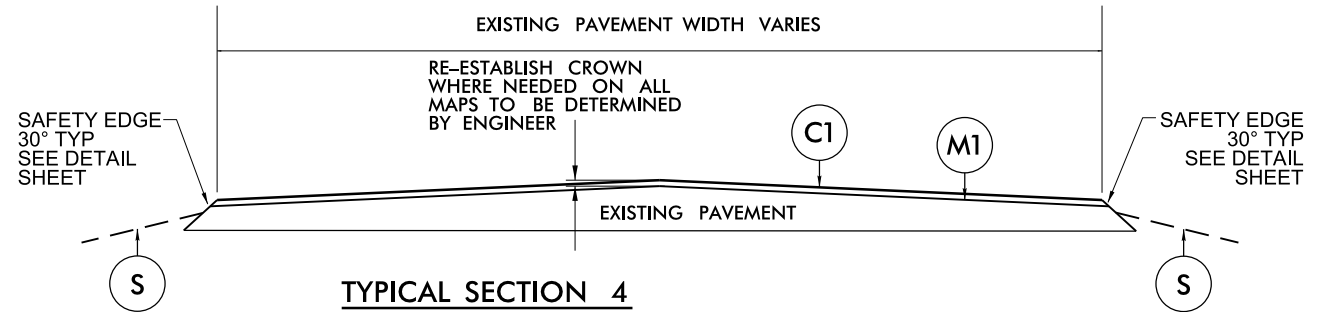 EXISTING PAVEMENT WIDTH VARIES
RE-ESTABLISH CROWN
WHERE NEEDED ON ALL
MAPS TO BE DETERMINED
BY ENGINEER
SAFETY EDGE
30° TYP
SEE DETAIL
SHEET
C1
M1
SAFETY EDGE
30° TYP
SEE DETAIL
SHEET
EXISTING PAVEMENT
S
S
TYPICAL SECTION 4